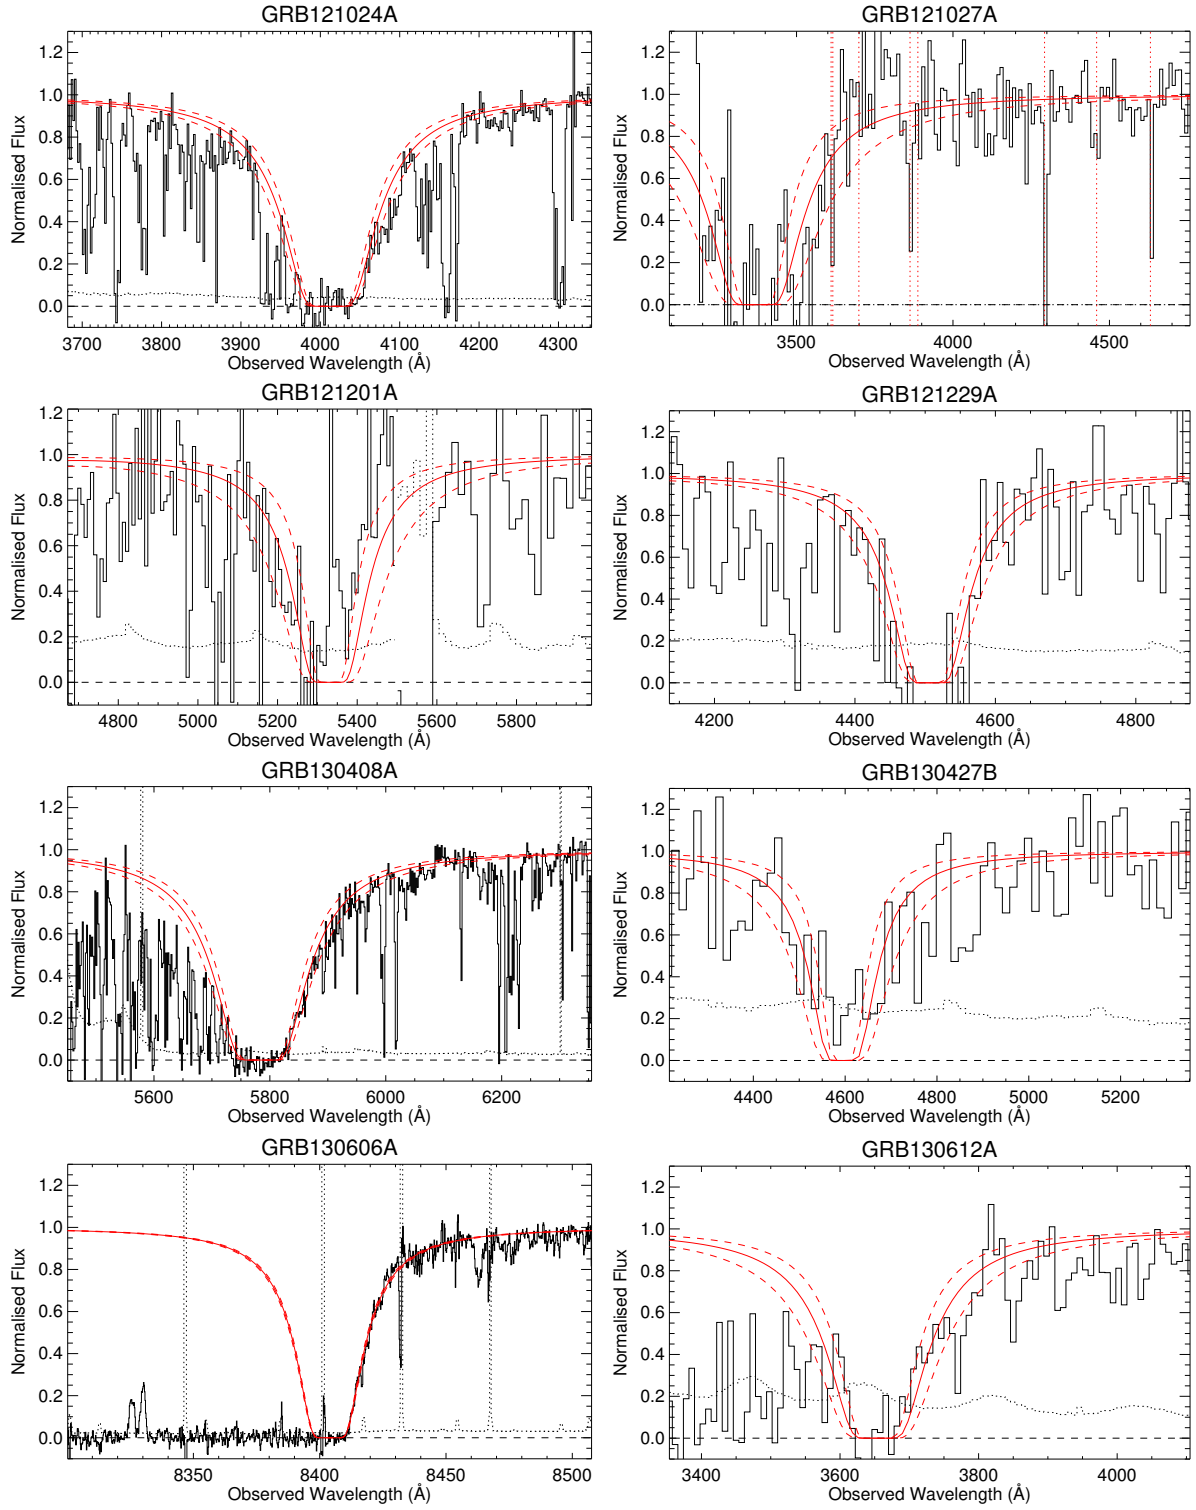 GRB121024A
Normalised Flux
1.2
1.0
0.8
0.6
0.4
0.2
0.0
3700 3800 3900 4000 4100 4200 4300
Observed Wavelength (Å)
GRB121027A
Normalised Flux
1.2
1.0
0.8
0.6
0.4
0.2
0.0
3500 4000 4500
Observed Wavelength (Å)
GRB121201A
Normalised Flux
1.2
1.0
0.8
0.6
0.4
0.2
0.0
4800 5000 5200 5400 5600 5800
Observed Wavelength (Å)
GRB121229A
Normalised Flux
1.2
1.0
0.8
0.6
0.4
0.2
0.0
4200 4400 4600 4800
Observed Wavelength (Å)
GRB130408A
Normalised Flux
1.2
1.0
0.8
0.6
0.4
0.2
0.0
5600 5800 6000 6200
Observed Wavelength (Å)
GRB130427B
Normalised Flux
1.2
1.0
0.8
0.6
0.4
0.2
0.0
4400 4600 4800 5000 5200
Observed Wavelength (Å)
GRB130606A
Normalised Flux
1.2
1.0
0.8
0.6
0.4
0.2
0.0
8350 8400 8450 8500
Observed Wavelength (Å)
GRB130612A
Normalised Flux
1.2
1.0
0.8
0.6
0.4
0.2
0.0
3400 3600 3800 4000
Observed Wavelength (Å)